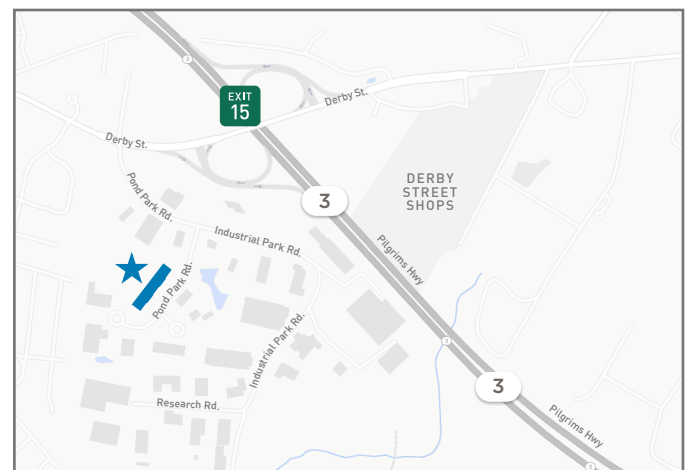 EXIT
15
Derby St.
Derby St.
DERBY
STREET
SHOPS
Pond Park Rd.
3
Industrial Park Rd.
Pilgrims Hwy
Pond Park Rd.
Industrial Park Rd.
3
Research Rd.
Pilgrims Hwy